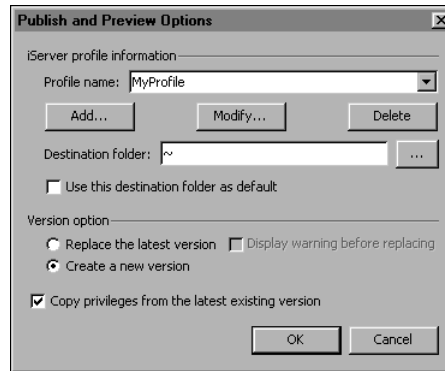 Publish and Preview Options
iServer profile information
Profile name: MyProfile
Add... Modify... Delete
Destination folder: ~ ...
Use this destination folder as default
Version option
Replace the latest version Display warning before replacing
Create a new version
Copy privileges from the latest existing version
OK Cancel